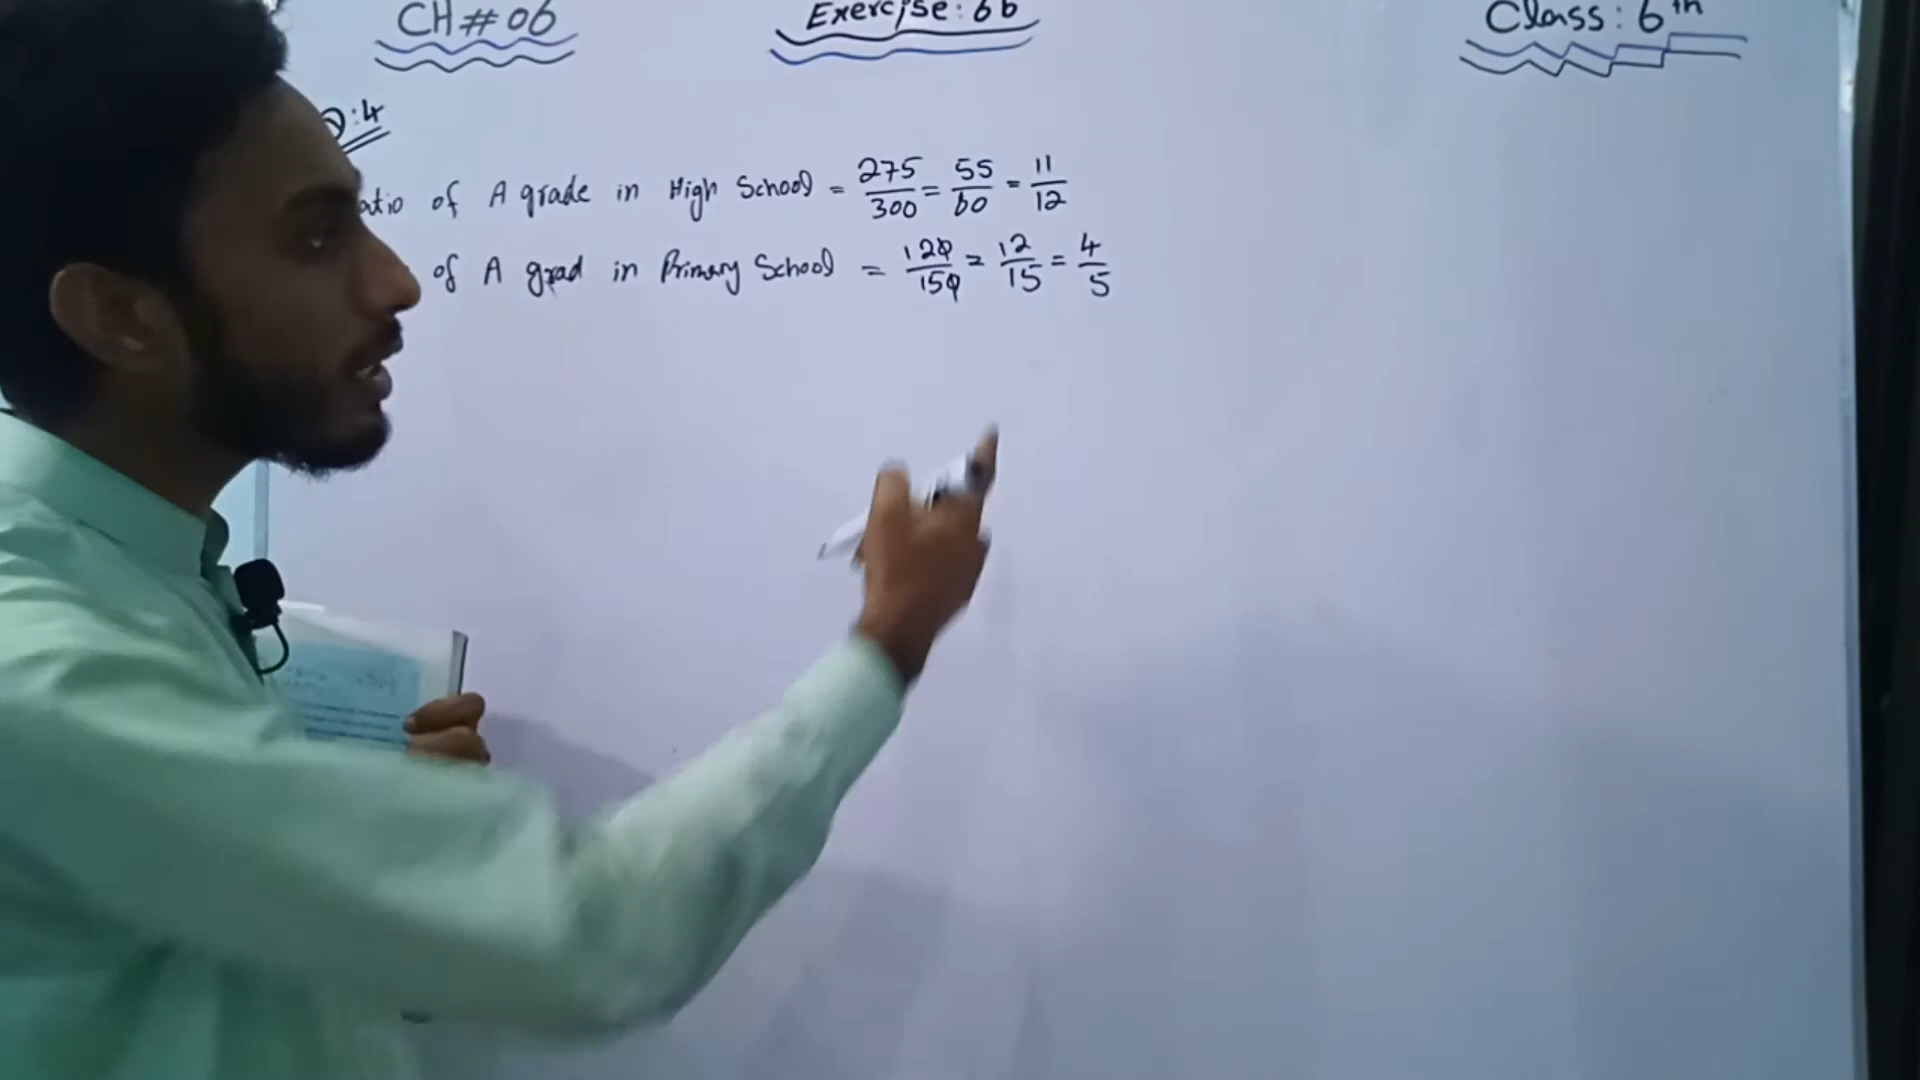 CH # 06
Exercise: 6b
Class: 6th
Q:4
atio of A grade in High School = 275/300 = 55/60 = 11/12
of A grad in Primary School = 120/150 = 12/15 = 4/5